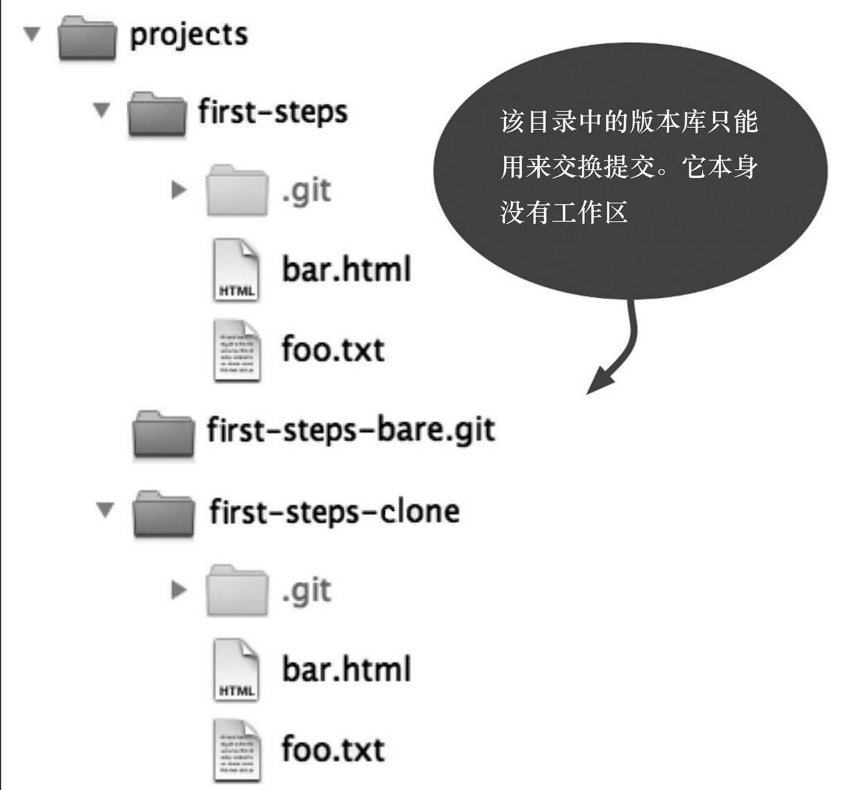 projects
first-steps
.git
bar.html
foo.txt
first-steps-bare.git
first-steps-clone
.git
bar.html
foo.txt
该目录中的版本库只能
用来交换提交。它本身
没有工作区
HTML
HTML